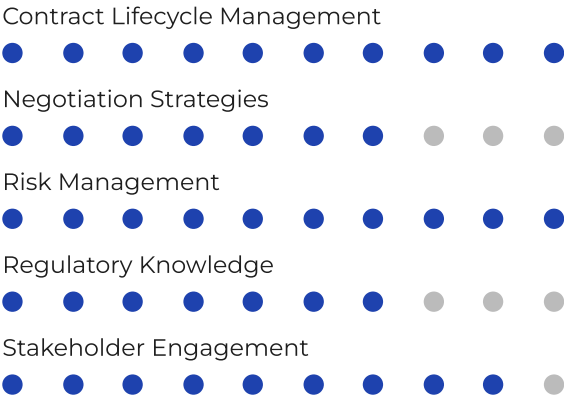 Contract Lifecycle Management
Negotiation Strategies
Risk Management
Regulatory Knowledge
Stakeholder Engagement